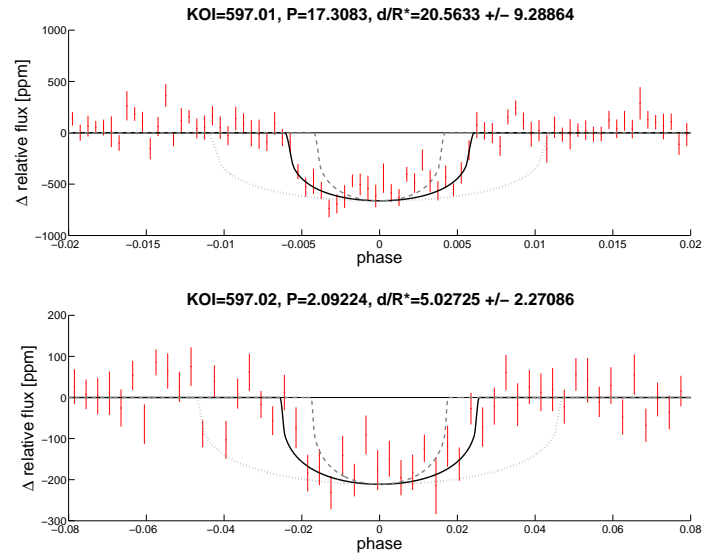 KOI=597.01, P=17.3083, d/R*=20.5633 +/− 9.28864
1000
500
0
−500
−1000
Δ relative flux [ppm]
−0.02 −0.015 −0.01 −0.005 0 0.005 0.01 0.015 0.02
phase
KOI=597.02, P=2.09224, d/R*=5.02725 +/− 2.27086
200
100
0
−100
−200
−300
Δ relative flux [ppm]
−0.08 −0.06 −0.04 −0.02 0 0.02 0.04 0.06 0.08
phase